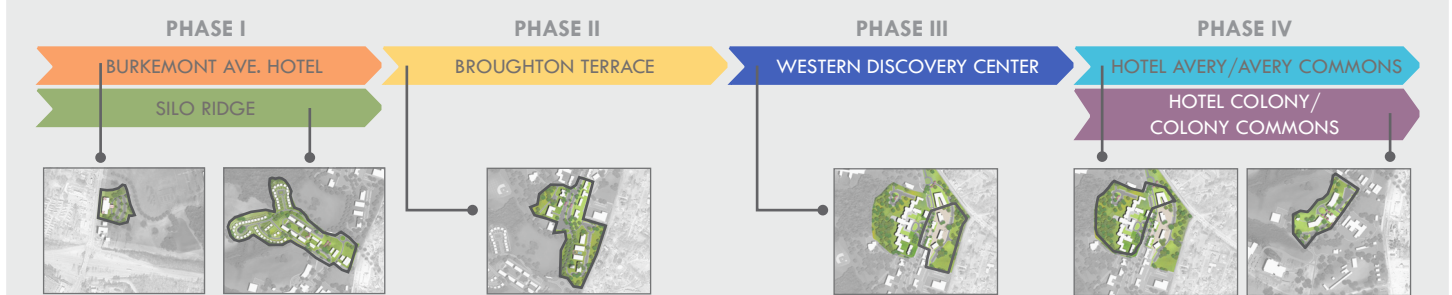 PHASE I
PHASE II
PHASE III
PHASE IV
BURKEMONT AVE. HOTEL
BROUGHTON TERRACE
WESTERN DISCOVERY CENTER
HOTEL AVERY/AVERY COMMONS
SILO RIDGE
HOTEL COLONY/
COLONY COMMONS